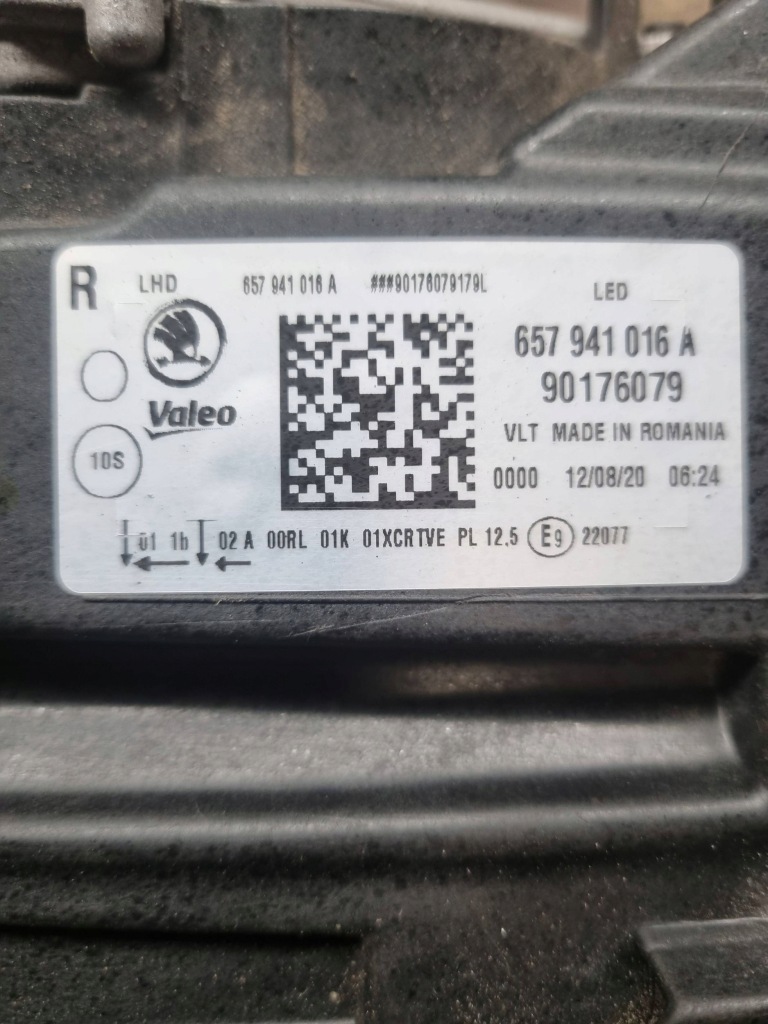 R LHD 657 941 016 A ###90176079179L LED
657 941 016 A
Valeo
90176079
VLT MADE IN ROMANIA
10S
0000 12/08/20 06:24
01 1b 02 A 00RL 01K 01XCRTVE PL 12,5 E9 22077